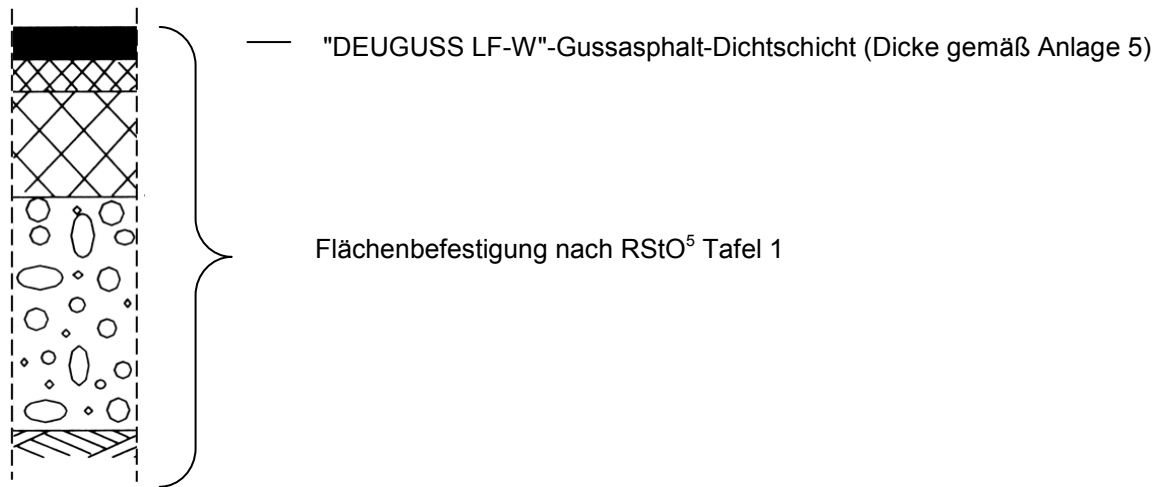 "DEUGUSS LF-W"-Gussasphalt-Dichtschicht (Dicke gemäß Anlage 5)
Flächenbefestigung nach RStO⁵ Tafel 1